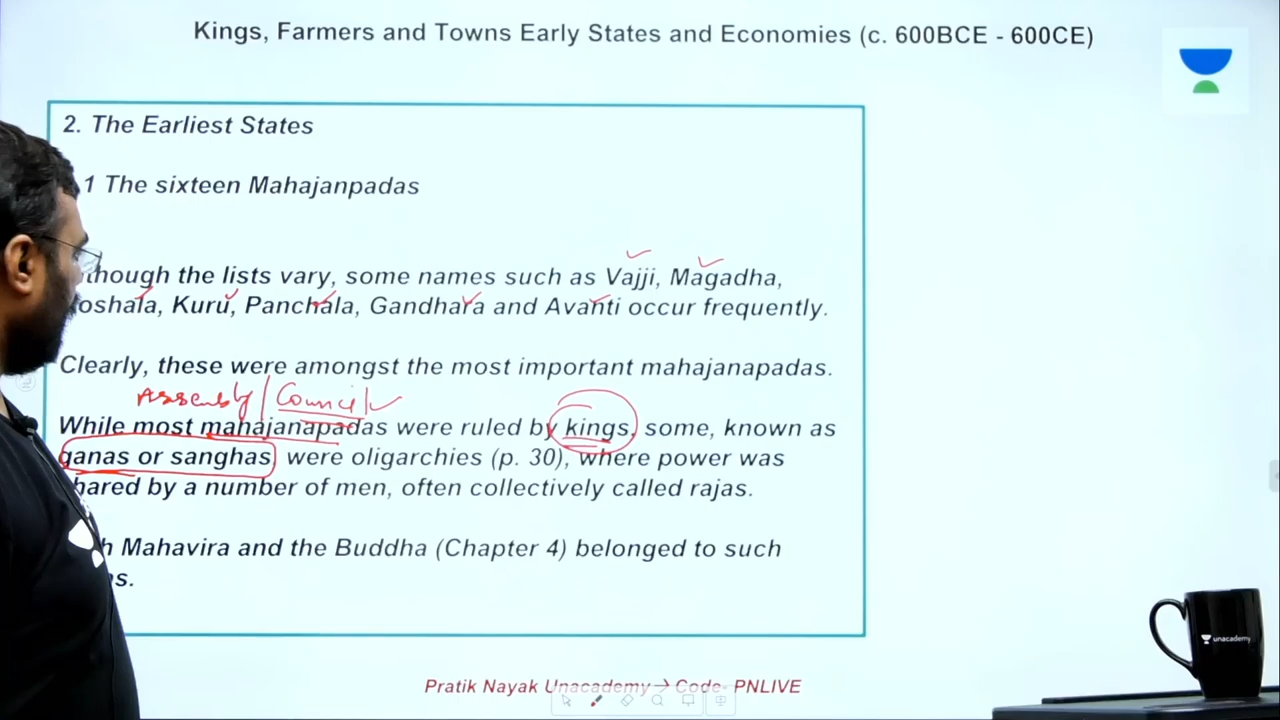 Kings, Farmers and Towns Early States and Economies (c. 600BCE - 600CE)
2. The Earliest States
1 The sixteen Mahajanpadas
though the lists vary, some names such as Vajji, Magadha,
oshala, Kuru, Panchala, Gandhara and Avanti occur frequently.
Clearly, these were amongst the most important mahajanapadas.
Assembly / Council
While most mahajanapadas were ruled by kings, some, known as
ganas or sanghas, were oligarchies (p. 30), where power was
hared by a number of men, often collectively called rajas.
h Mahavira and the Buddha (Chapter 4) belonged to such
s.
unacademy
Pratik Nayak Unacademy → Code- PNLIVE